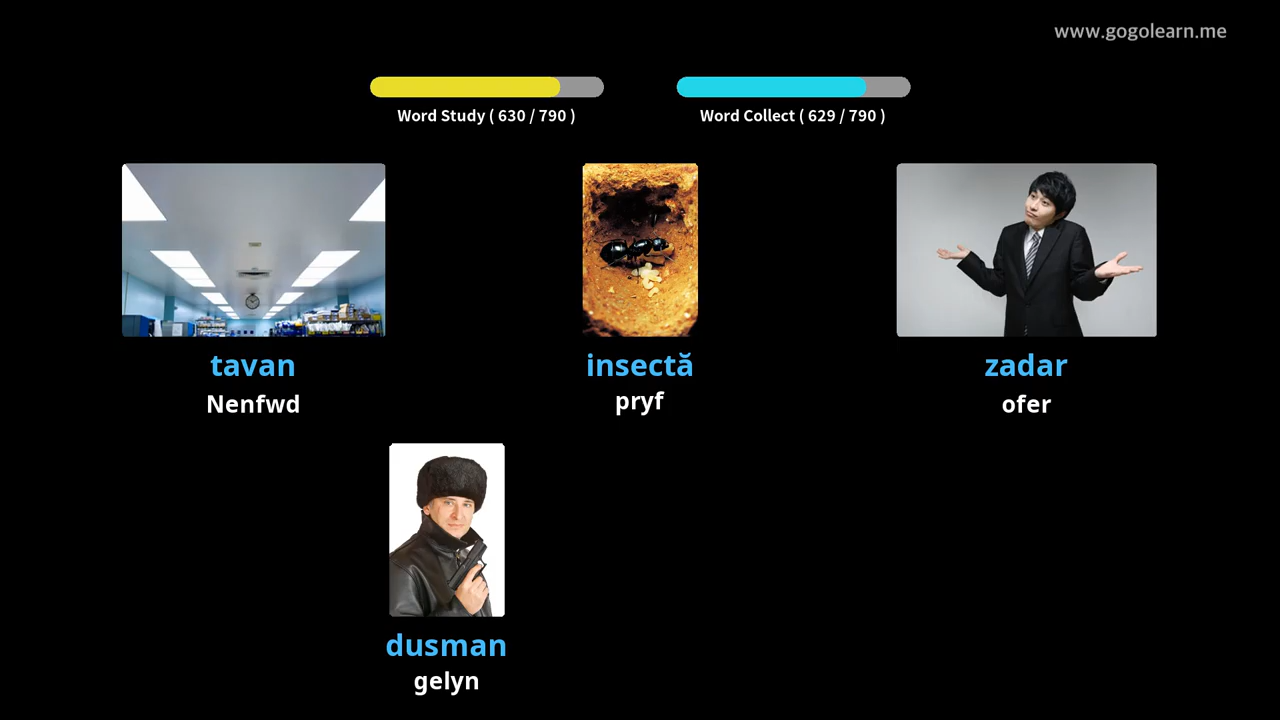 www.gogolearn.me
Word Study ( 630 / 790 )
Word Collect ( 629 / 790 )
tavan
Nenfwd
insectă
pryf
zadar
ofer
dusman
gelyn